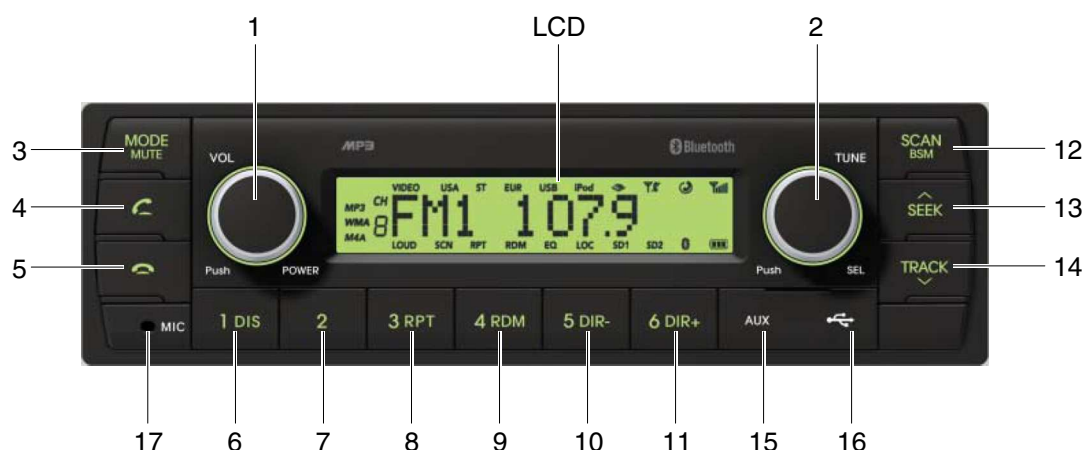 1 LCD 2
3 MODE MUTE VOL MP3 Bluetooth TUNE SCAN BSM 12
VIDEO USA ST EUR USB iPod
4 MP3 CH WMA 8 M4A FM1 107.9 SEEK 13
LOUD SCN RPT RDM EQ LOC SD1 SD2
5 Push POWER Push SEL TRACK 14
MIC 1 DIS 2 3 RPT 4 RDM 5 DIR- 6 DIR+ AUX
17 6 7 8 9 10 11 15 16